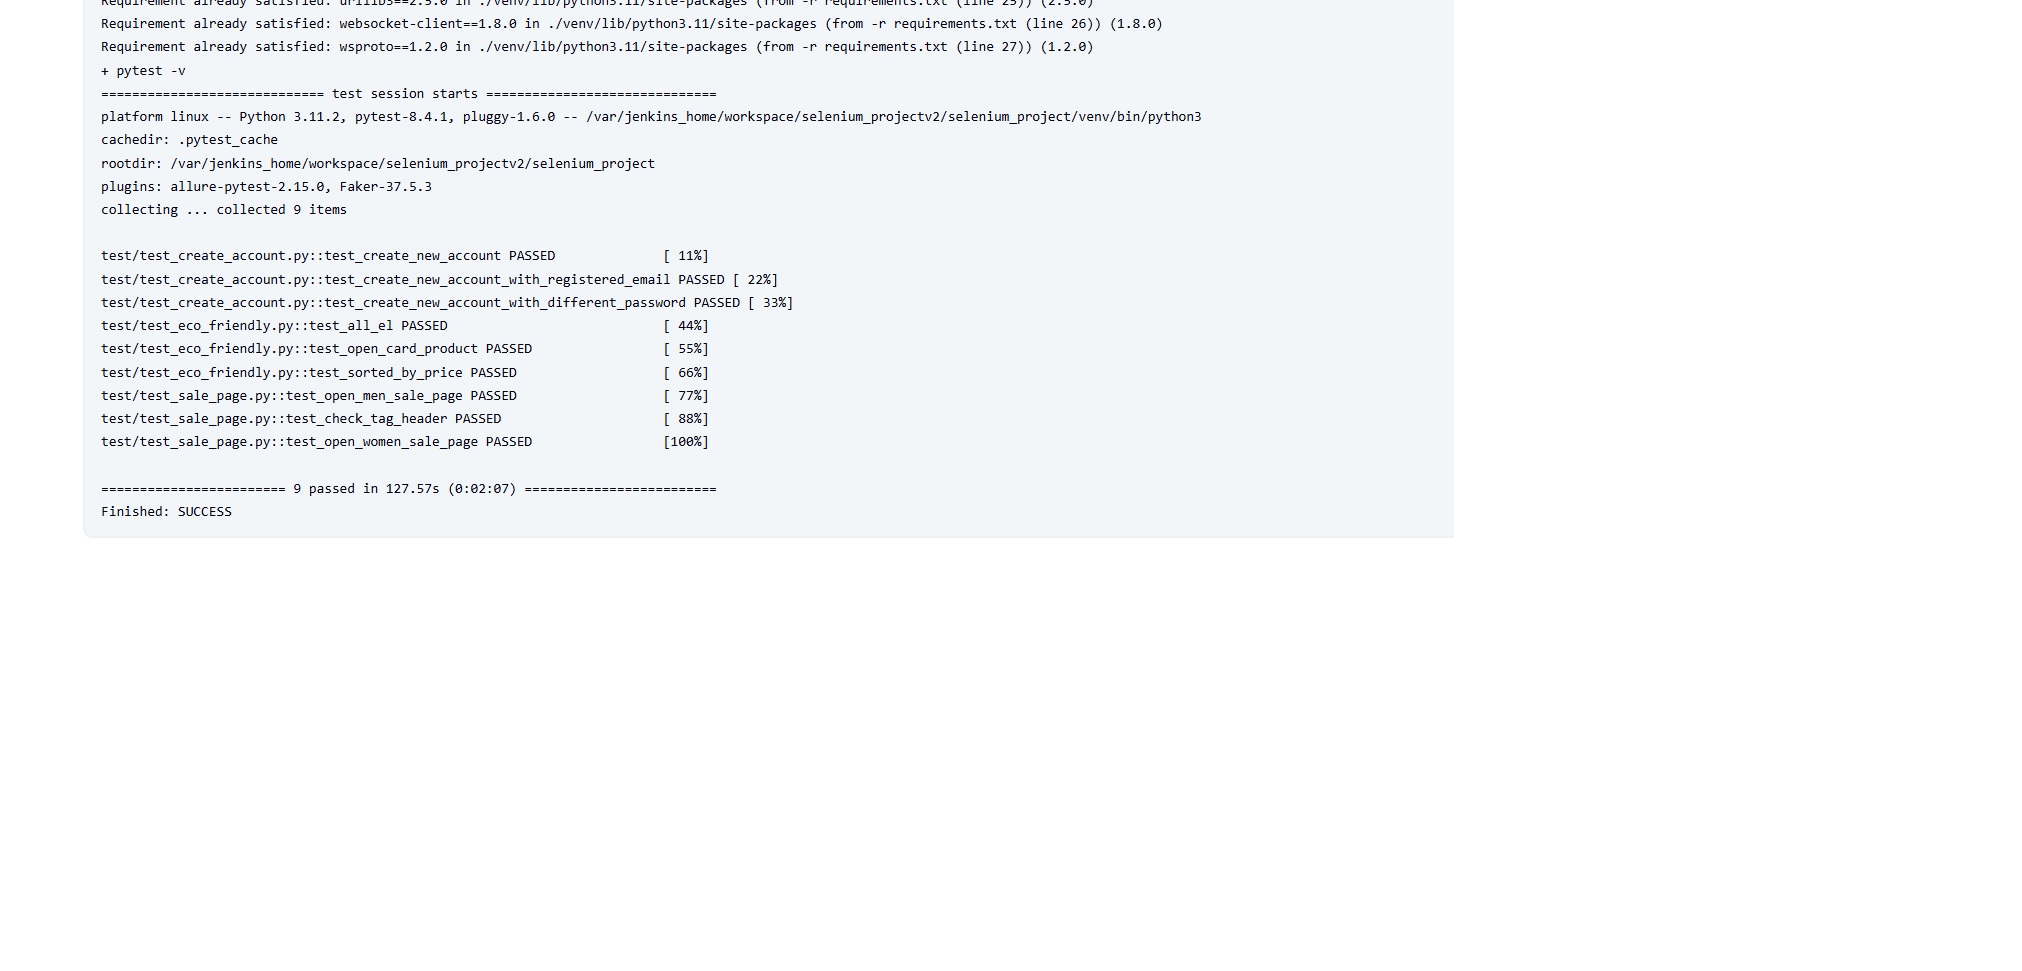 Requirement already satisfied: urllib3==2.5.0 in ./venv/lib/python3.11/site-packages (from -r requirements.txt (line 25)) (2.5.0)
Requirement already satisfied: websocket-client==1.8.0 in ./venv/lib/python3.11/site-packages (from -r requirements.txt (line 26)) (1.8.0)
Requirement already satisfied: wsproto==1.2.0 in ./venv/lib/python3.11/site-packages (from -r requirements.txt (line 27)) (1.2.0)
+ pytest -v
============================= test session starts ==============================
platform linux -- Python 3.11.2, pytest-8.4.1, pluggy-1.6.0 -- /var/jenkins_home/workspace/selenium_projectv2/selenium_project/venv/bin/python3
cachedir: .pytest_cache
rootdir: /var/jenkins_home/workspace/selenium_projectv2/selenium_project
plugins: allure-pytest-2.15.0, Faker-37.5.3
collecting ... collected 9 items
test/test_create_account.py::test_create_new_account PASSED              [ 11%]
test/test_create_account.py::test_create_new_account_with_registered_email PASSED [ 22%]
test/test_create_account.py::test_create_new_account_with_different_password PASSED [ 33%]
test/test_eco_friendly.py::test_all_el PASSED                            [ 44%]
test/test_eco_friendly.py::test_open_card_product PASSED                 [ 55%]
test/test_eco_friendly.py::test_sorted_by_price PASSED                   [ 66%]
test/test_sale_page.py::test_open_men_sale_page PASSED                   [ 77%]
test/test_sale_page.py::test_check_tag_header PASSED                     [ 88%]
test/test_sale_page.py::test_open_women_sale_page PASSED                 [100%]
======================== 9 passed in 127.57s (0:02:07) =========================
Finished: SUCCESS